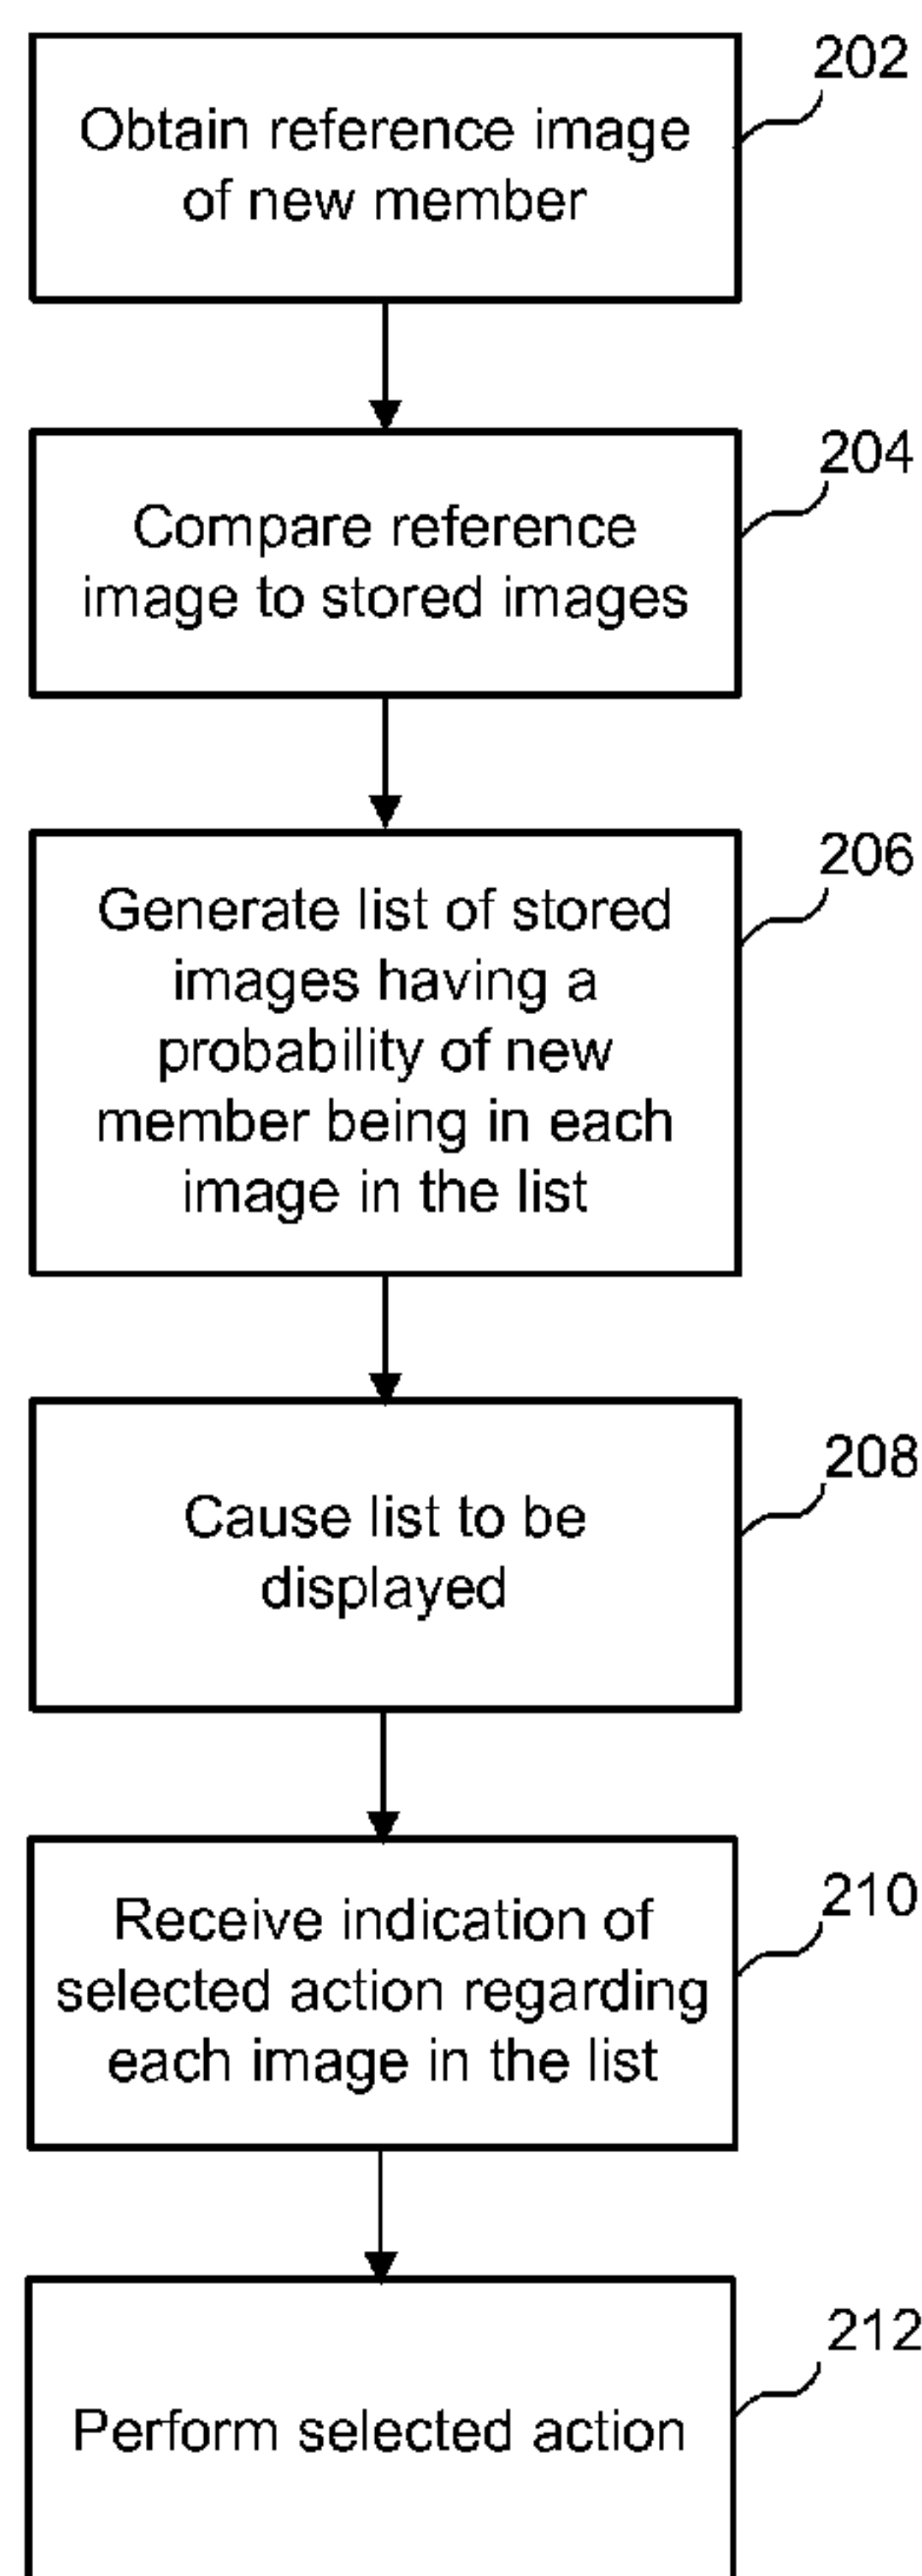 202
Obtain reference image
of new member
204
Compare reference
image to stored images
206
Generate list of stored
images having a
probability of new
member being in each
image in the list
208
Cause list to be
displayed
210
Receive indication of
selected action regarding
each image in the list
212
Perform selected action